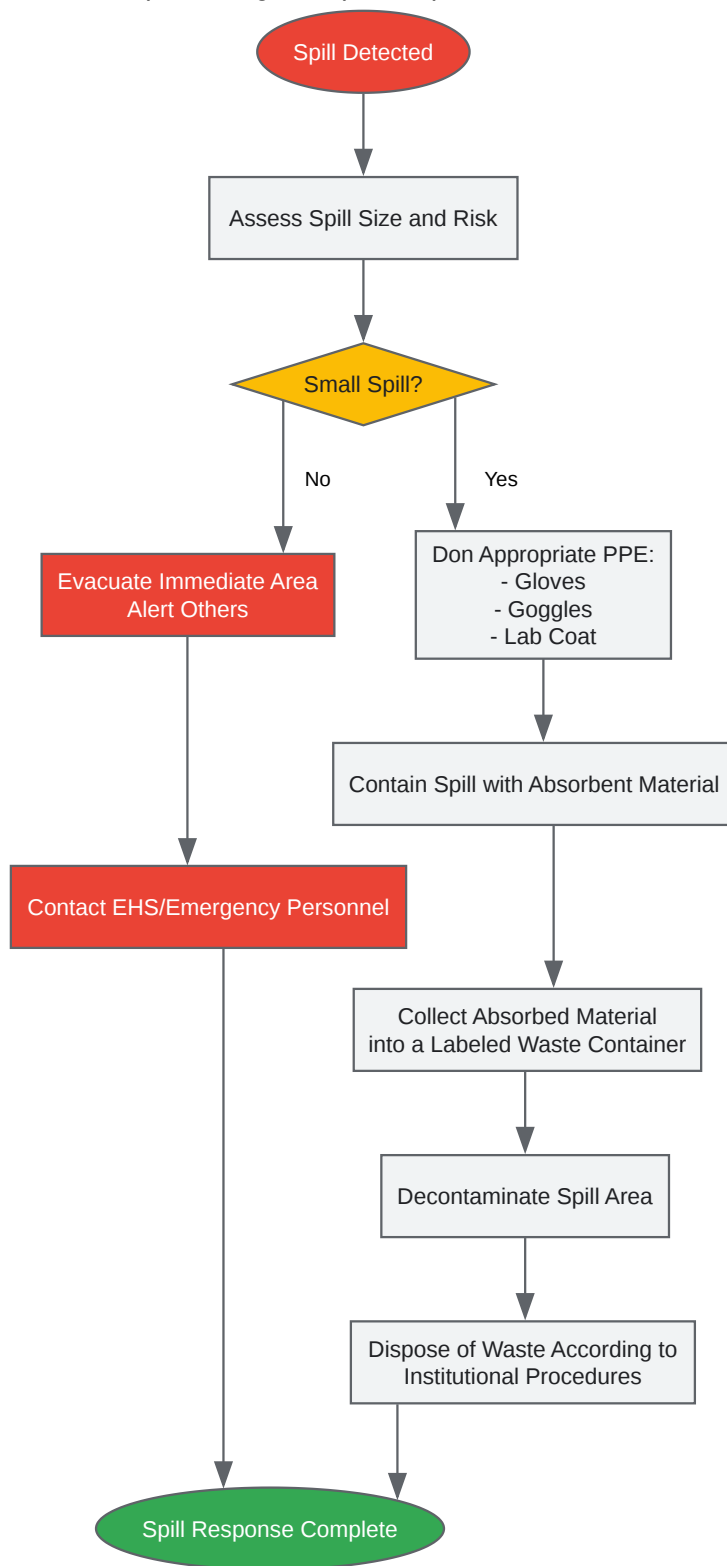 Spill Detected
Assess Spill Size and Risk
Small Spill?
No
Yes
Evacuate Immediate Area
Alert Others
Don Appropriate PPE:
- Gloves
- Goggles
- Lab Coat
Contain Spill with Absorbent Material
Contact EHS/Emergency Personnel
Collect Absorbed Material
into a Labeled Waste Container
Decontaminate Spill Area
Dispose of Waste According to
Institutional Procedures
Spill Response Complete